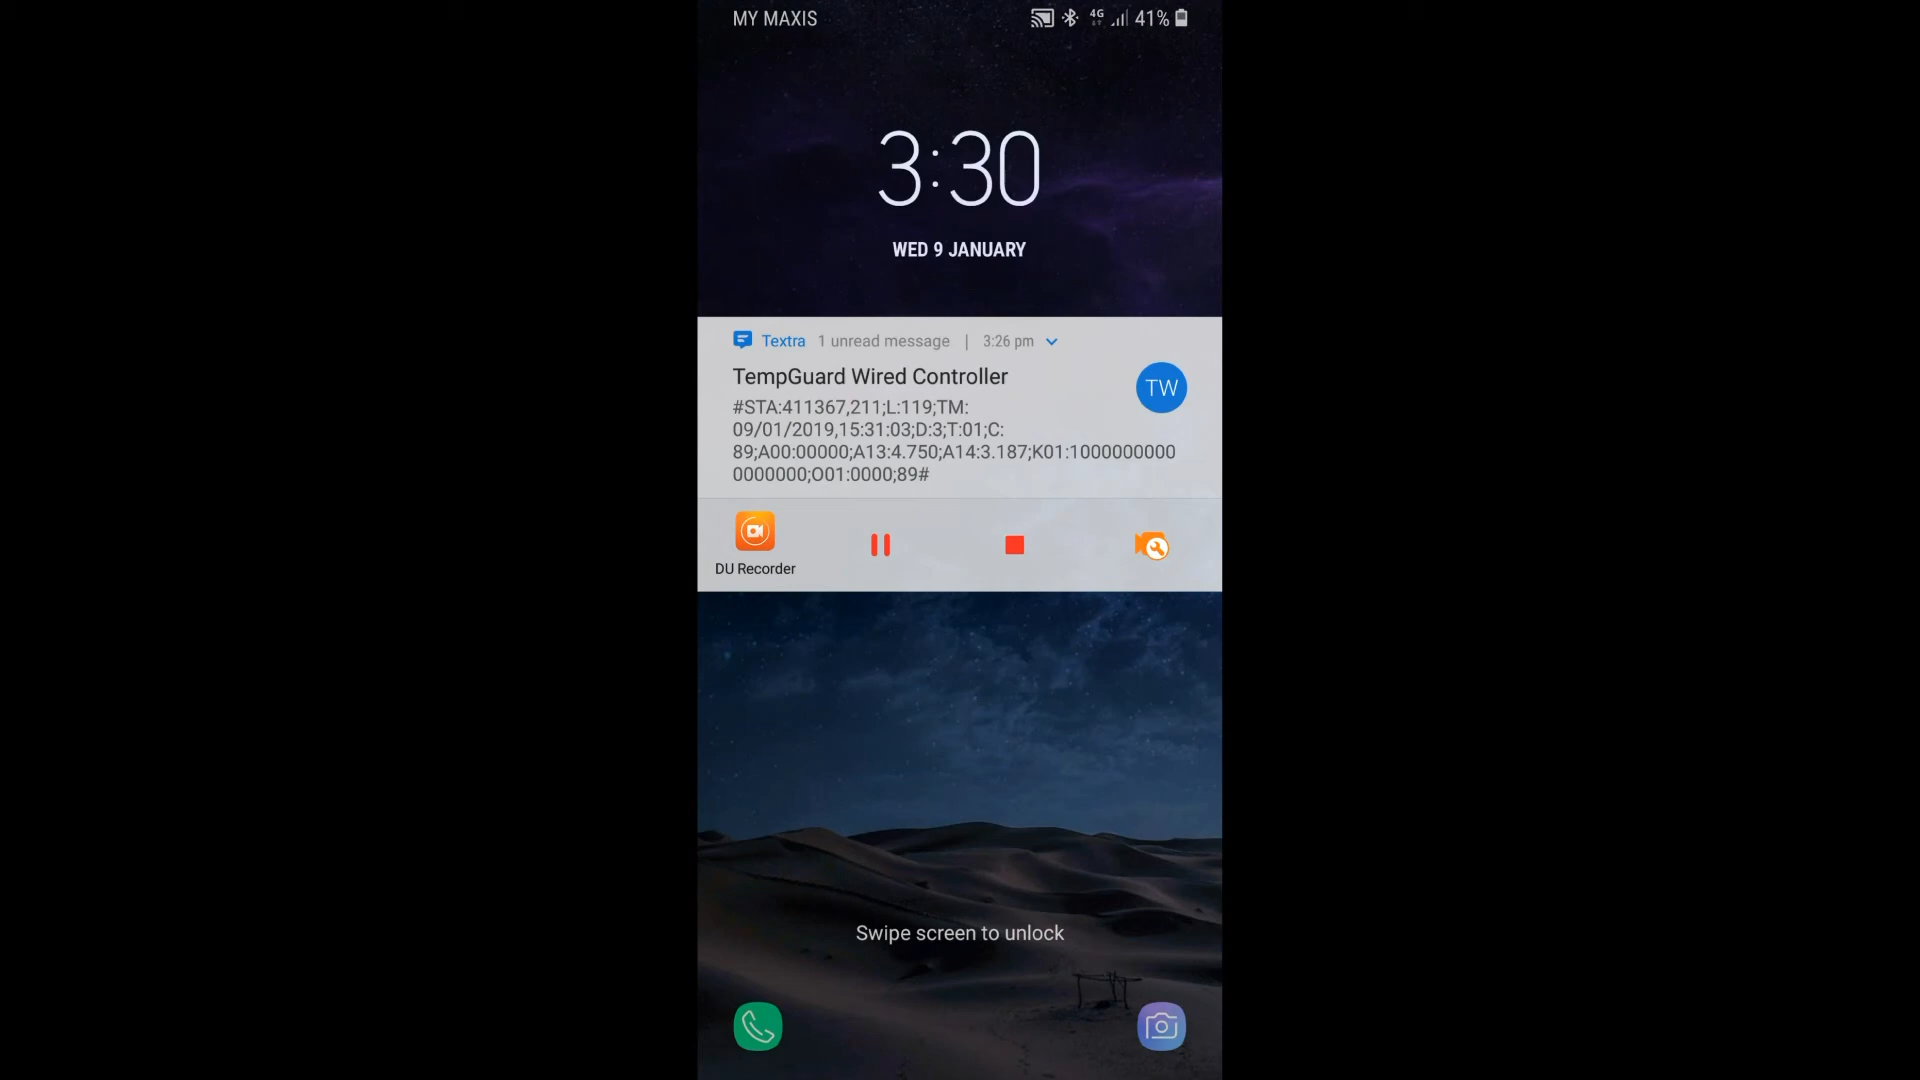 MY MAXIS 4G 41%
3:30
WED 9 JANUARY
Textra 1 unread message | 3:26 pm
TempGuard Wired Controller
TW
#STA:411367,211;L:119;TM:
09/01/2019,15:31:03;D:3;T:01;C:
89;A00:00000;A13:4.750;A14:3.187;K01:1000000000
0000000;O01:0000;89#
DU Recorder
Swipe screen to unlock